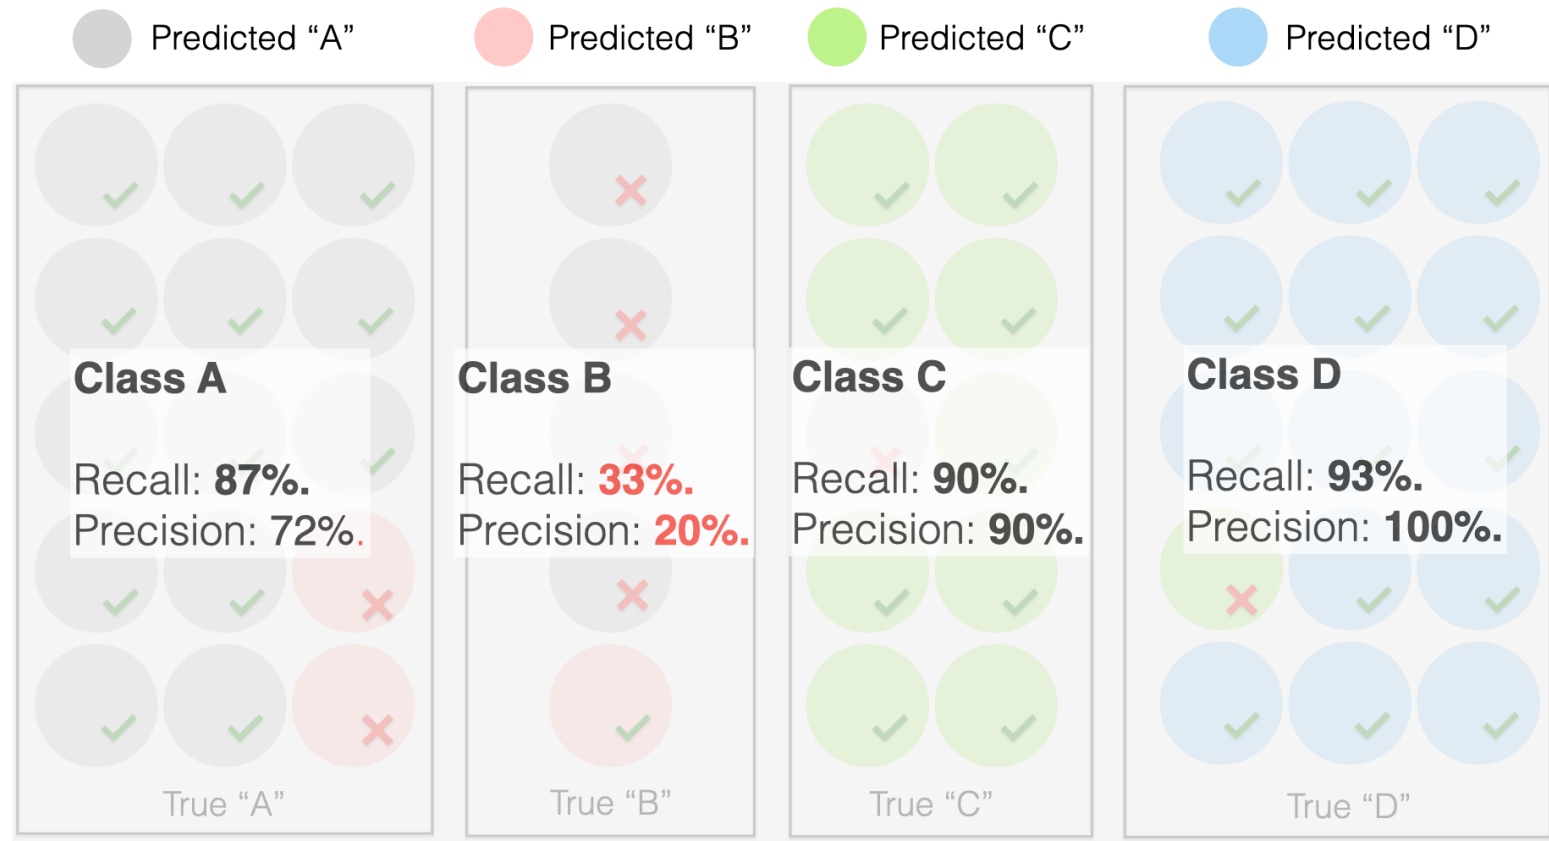 Predicted “A”
Predicted “B”
Predicted “C”
Predicted “D”
Class A
Recall: 87%.
Precision: 72%.
True “A”
Class B
Recall: 33%.
Precision: 20%.
True “B”
Class C
Recall: 90%.
Precision: 90%.
True “C”
Class D
Recall: 93%.
Precision: 100%.
True “D”